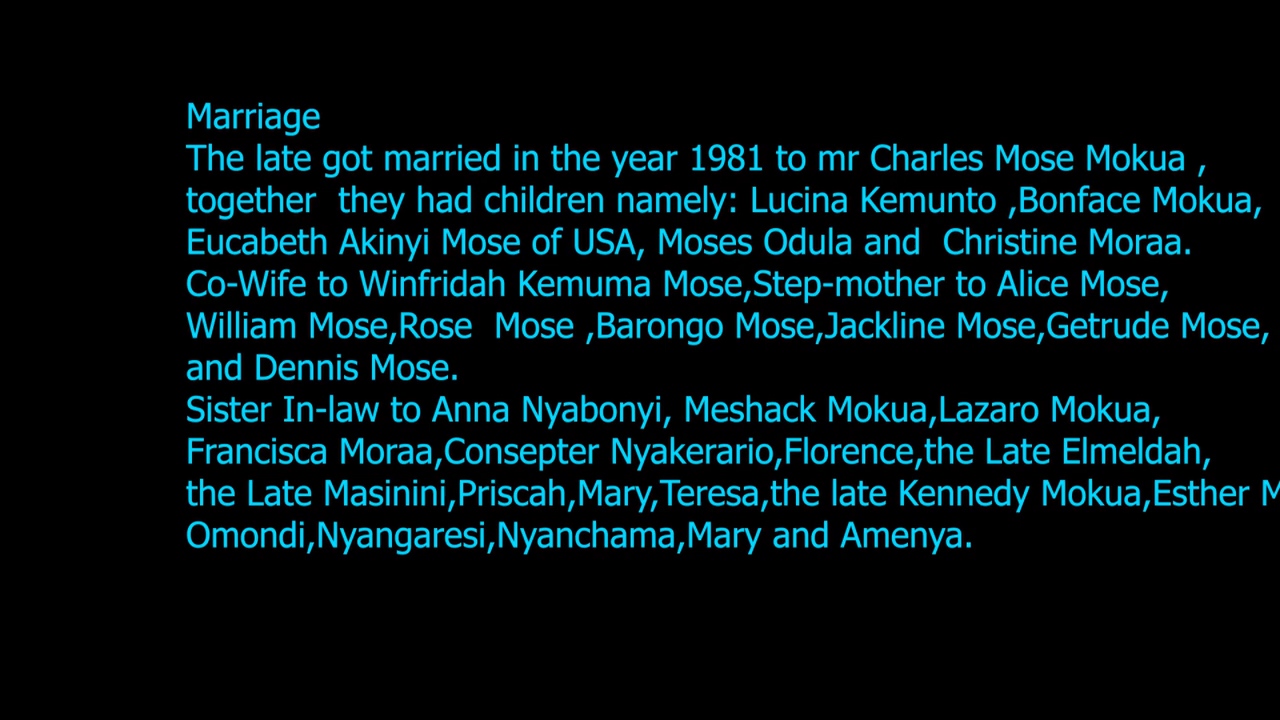 Marriage
The late got married in the year 1981 to mr Charles Mose Mokua ,
together  they had children namely: Lucina Kemunto ,Bonface Mokua,
Eucabeth Akinyi Mose of USA, Moses Odula and  Christine Moraa.
Co-Wife to Winfridah Kemuma Mose,Step-mother to Alice Mose,
William Mose,Rose  Mose ,Barongo Mose,Jackline Mose,Getrude Mose,
and Dennis Mose.
Sister In-law to Anna Nyabonyi, Meshack Mokua,Lazaro Mokua,
Francisca Moraa,Consepter Nyakerario,Florence,the Late Elmeldah,
the Late Masinini,Priscah,Mary,Teresa,the late Kennedy Mokua,Esther
Omondi,Nyangaresi,Nyanchama,Mary and Amenya.